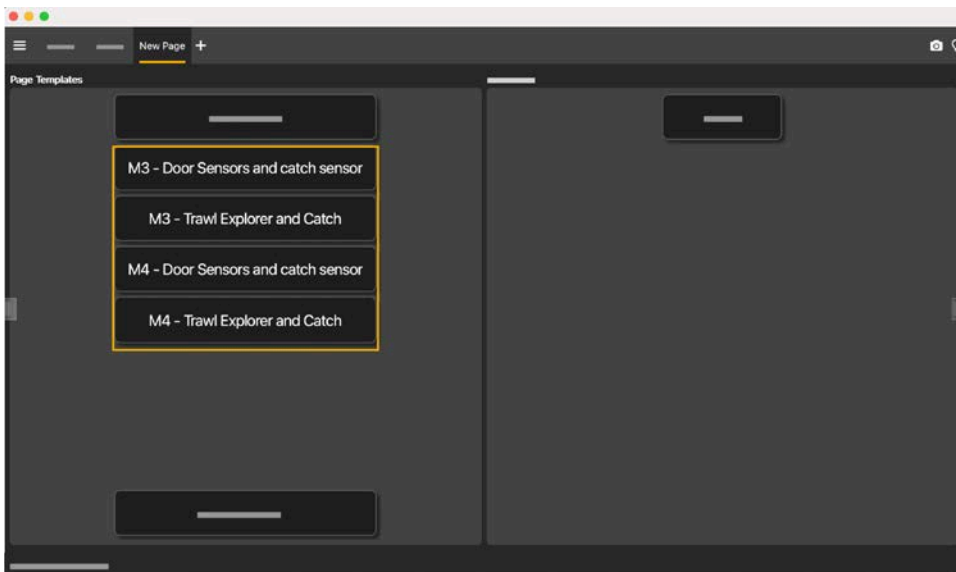 New Page +
Page Templates
M3 - Door Sensors and catch sensor
M3 - Trawl Explorer and Catch
M4 - Door Sensors and catch sensor
M4 - Trawl Explorer and Catch